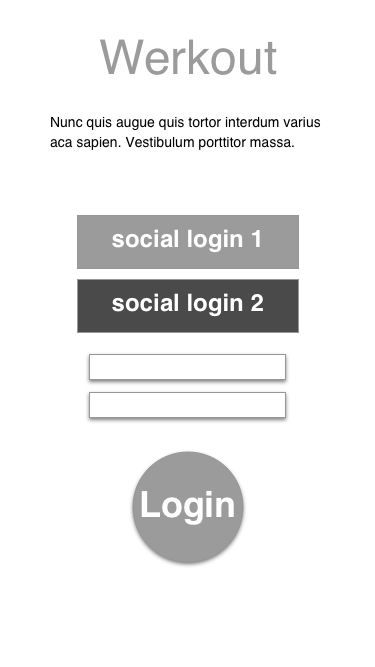 Werkout
Nunc quis augue quis tortor interdum varius
aca sapien. Vestibulum porttitor massa.
social login 1
social login 2
Login